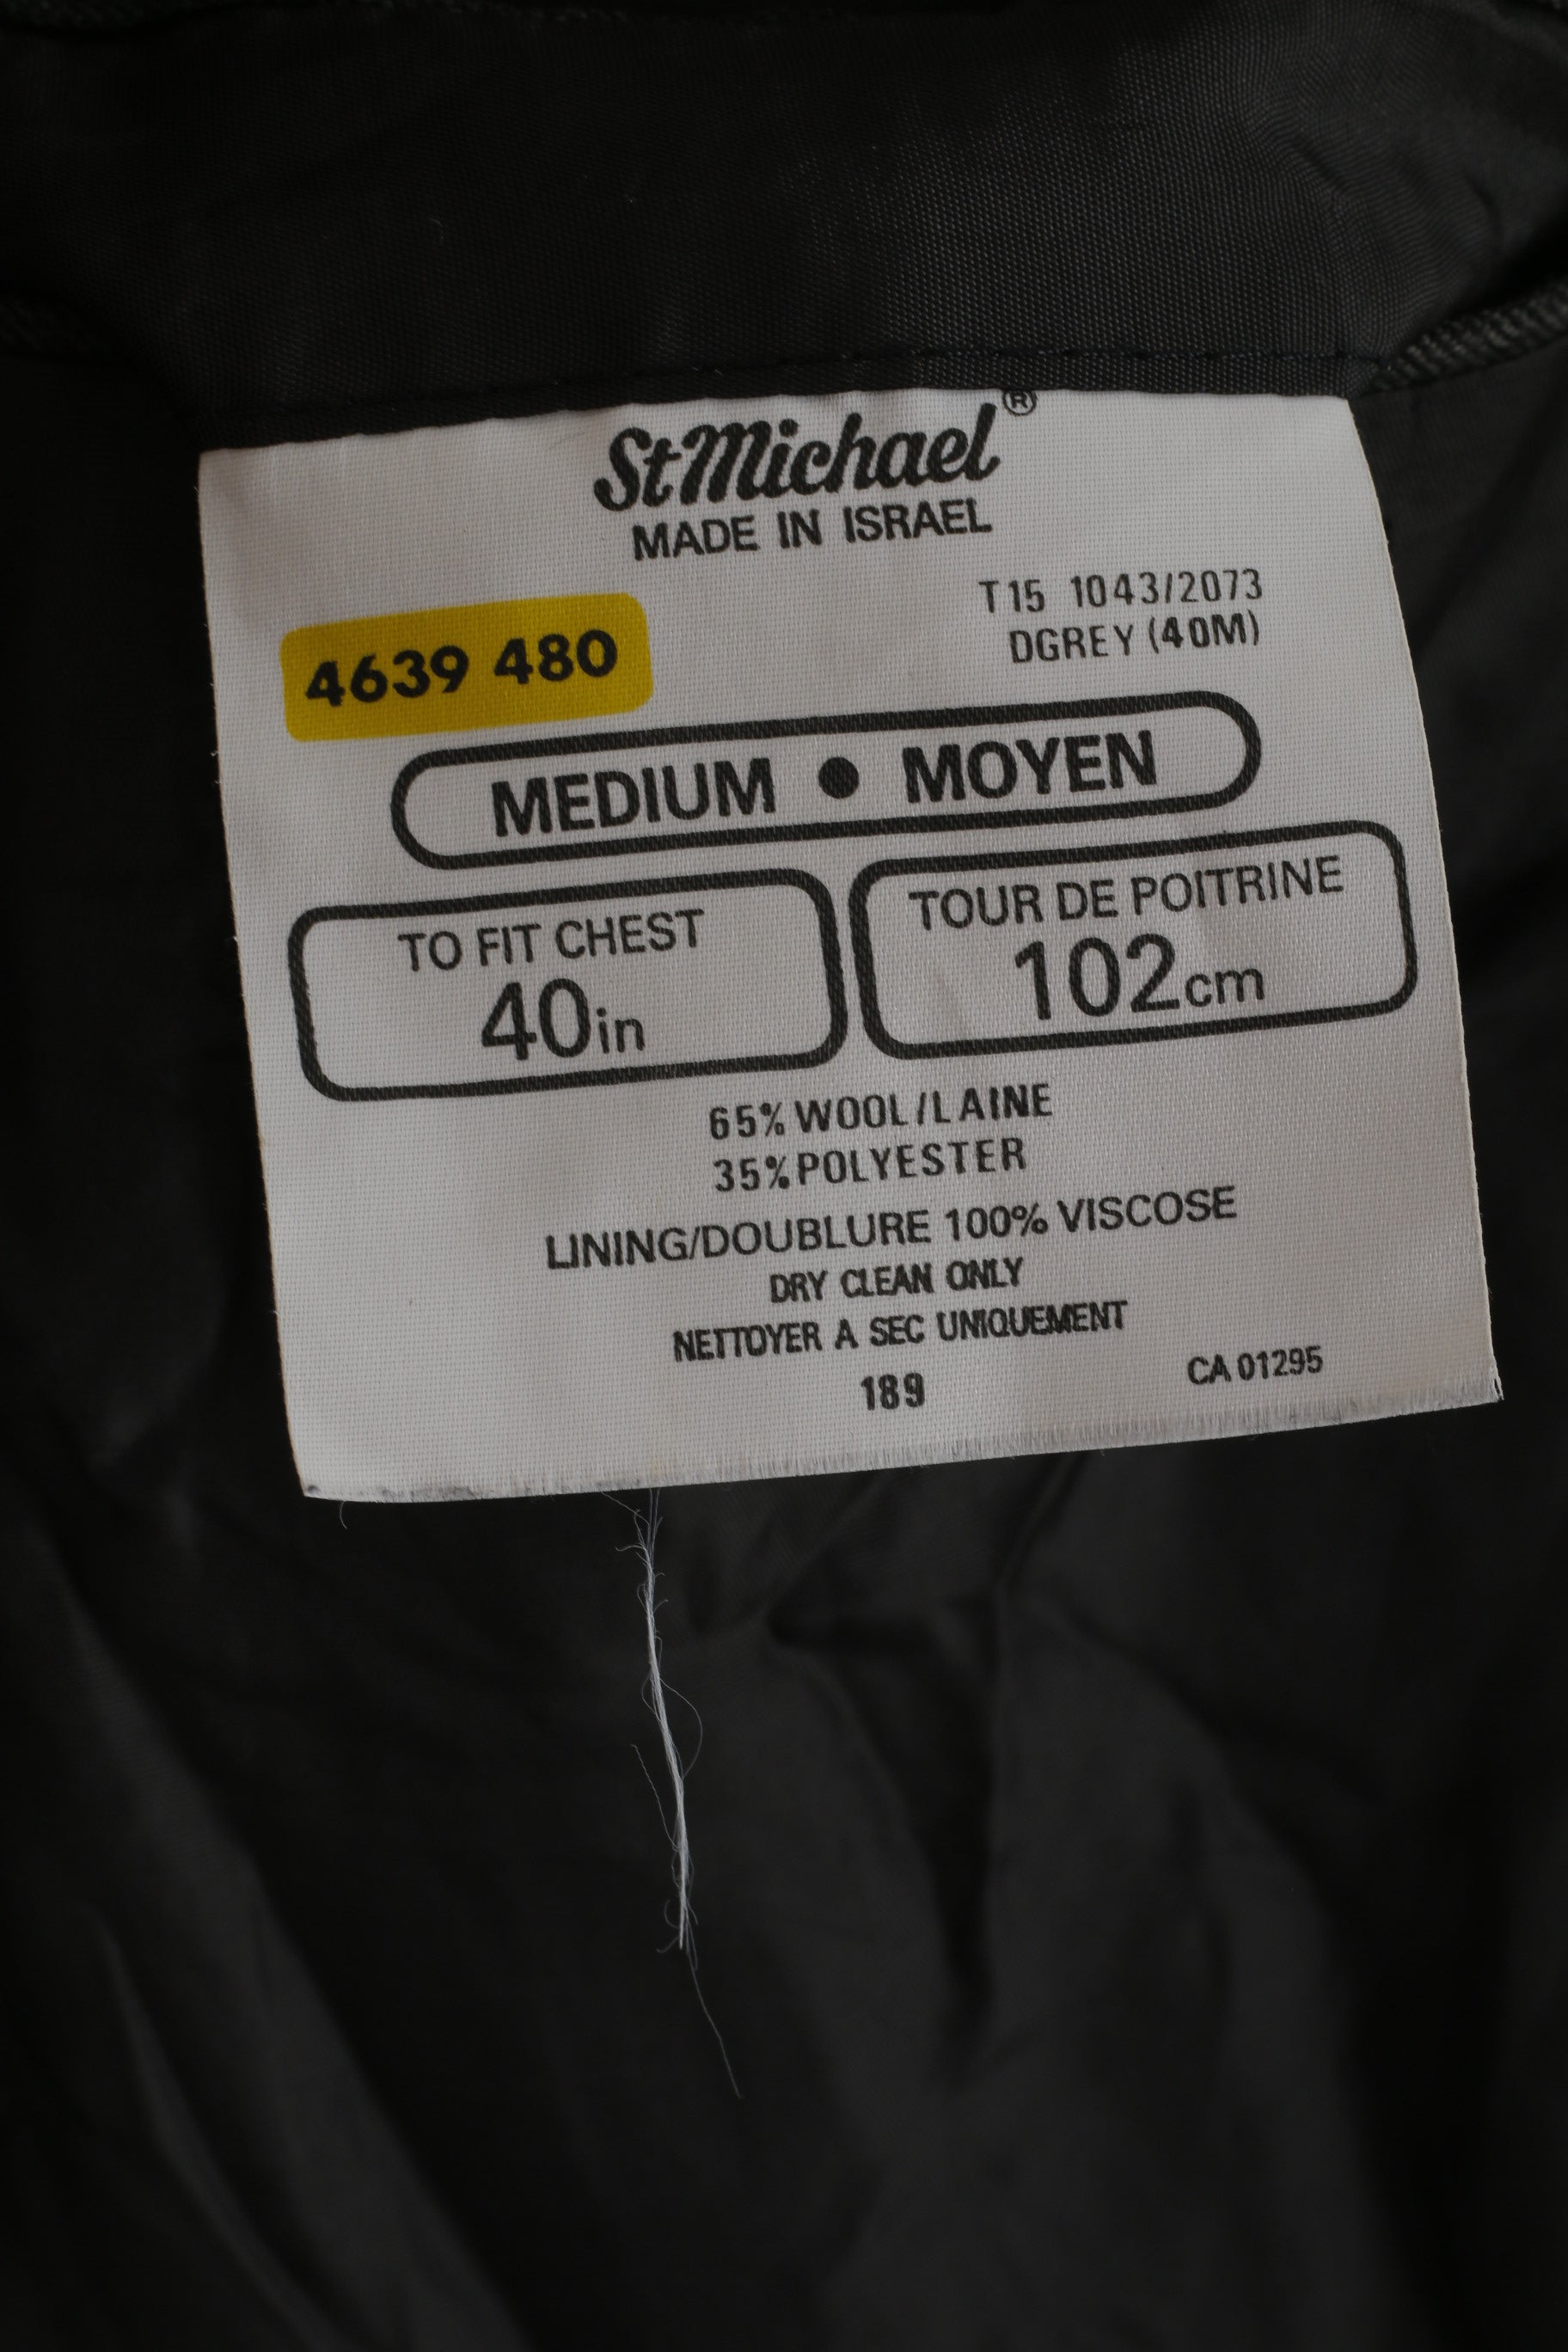 StMichael®
MADE IN ISRAEL
T15 1043/2073
DGREY (40M)
4639 480
MEDIUM • MOYEN
TO FIT CHEST
40in
TOUR DE POITRINE
102cm
65% WOOL/LAINE
35% POLYESTER
LINING/DOUBLURE 100% VISCOSE
DRY CLEAN ONLY
NETTOYER A SEC UNIQUEMENT
189
CA 01295